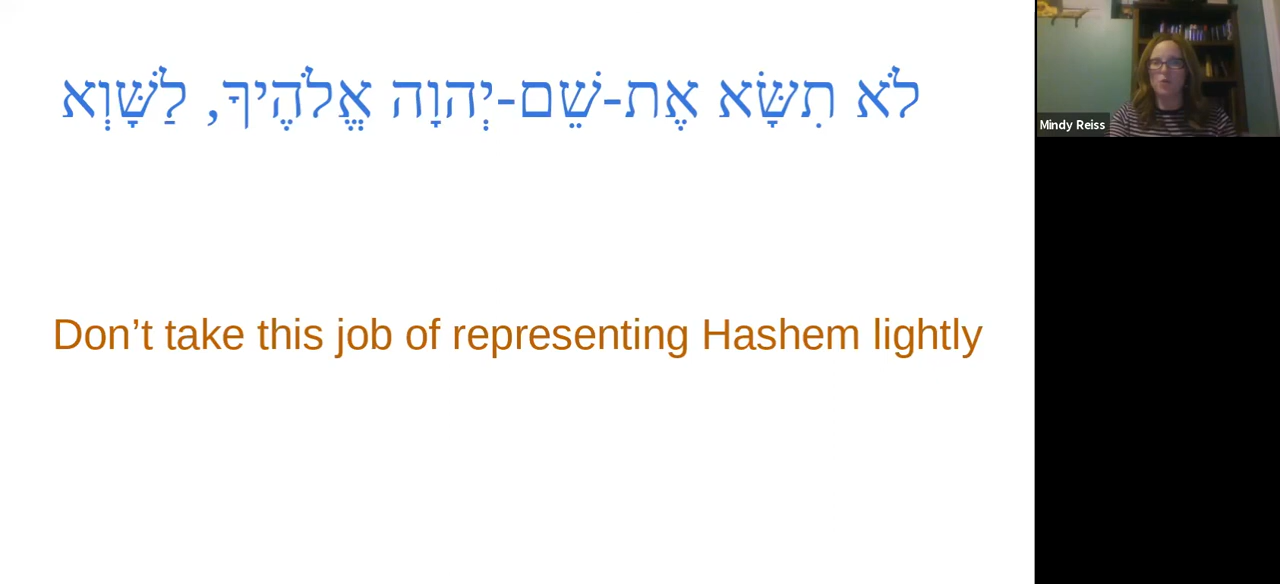 לֹא תִשָּׂא אֶת-שֵׁם-יְהוָה אֱלֹהֶיךָ, לַשָּׁוְא
Don’t take this job of representing Hashem lightly
Mindy Reiss